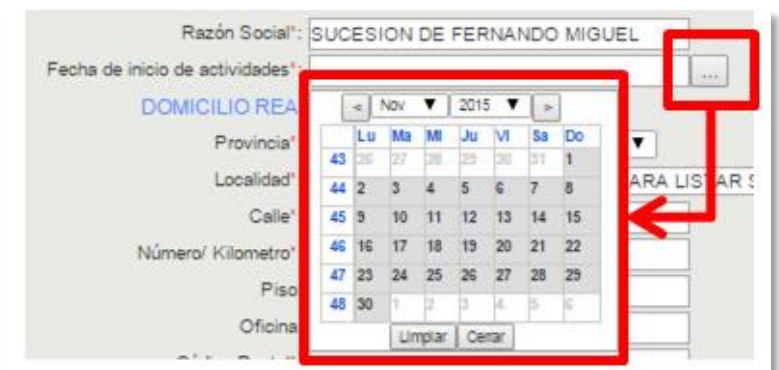 Razón Social*: SUCESION DE FERNANDO MIGUEL
Fecha de inicio de actividades*: ...
DOMICILIO REA
« Nov ▼ 2015 ▼ »
Lu Ma Mi Ju Vi Sa Do
Provincia* ▼
43 26 27 28 29 30 31 1
Localidad* ARA LISTAR S
44 2 3 4 5 6 7 8
Calle*
45 9 10 11 12 13 14 15
Número/ Kilometro*
46 16 17 18 19 20 21 22
47 23 24 25 26 27 28 29
Piso
48 30 1 2 3 4 5 6
Oficina
Limpiar Cerrar